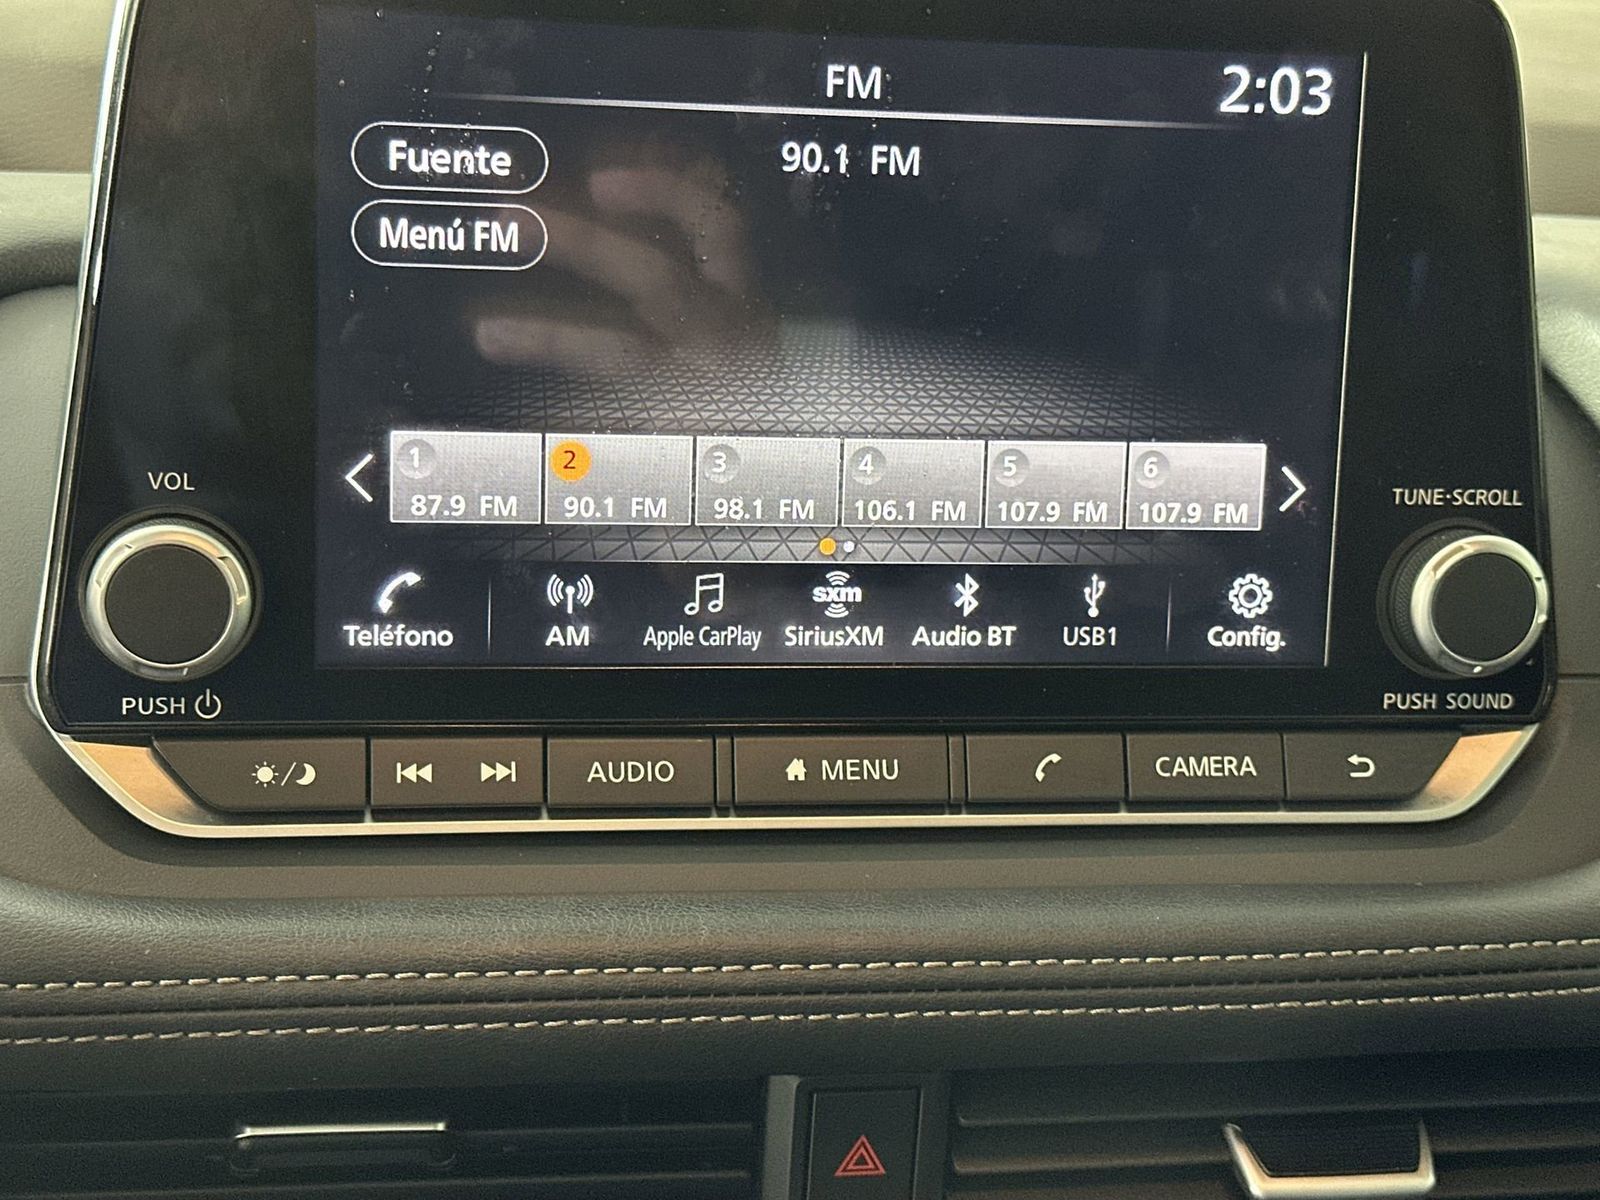 FM
2:03
Fuente
90.1 FM
Menú FM
1
2
3
4
5
6
87.9 FM
90.1 FM
98.1 FM
106.1 FM
107.9 FM
107.9 FM
VOL
TUNE·SCROLL
sxm
Teléfono
AM
Apple CarPlay
SiriusXM
Audio BT
USB1
Config.
PUSH
PUSH SOUND
AUDIO
MENU
CAMERA